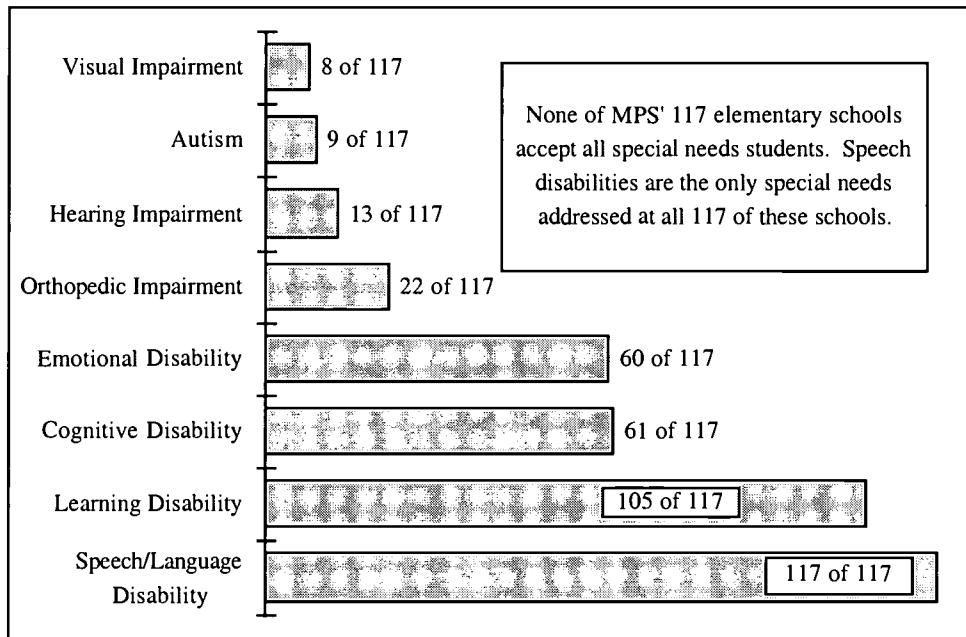 Visual Impairment 8 of 117
Autism 9 of 117
Hearing Impairment 13 of 117
Orthopedic Impairment 22 of 117
Emotional Disability 60 of 117
Cognitive Disability 61 of 117
Learning Disability 105 of 117
Speech/Language
Disability 117 of 117
None of MPS' 117 elementary schools
accept all special needs students. Speech
disabilities are the only special needs
addressed at all 117 of these schools.